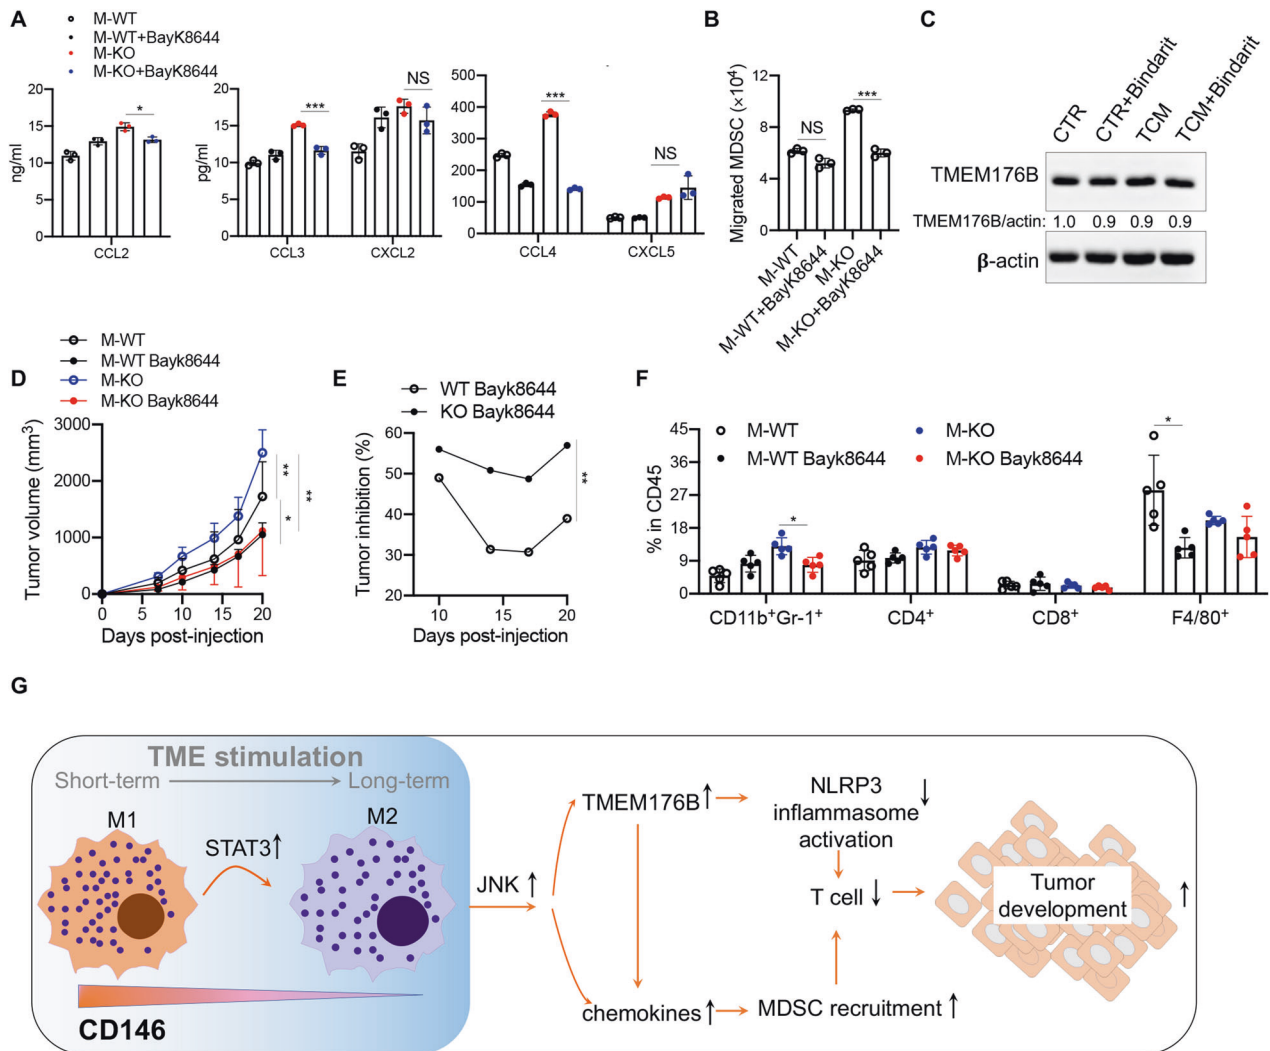 A
M-WT
M-WT+BayK8644
M-KO
M-KO+BayK8644
ng/ml
20
15
10
5
0
*
CCL2
pg/ml
20
15
10
5
0
***
NS
CCL3
CXCL2
500
400
300
200
100
0
***
NS
CCL4
CXCL5
B
Migrated MDSC (×10⁴)
12
8
4
0
NS
***
M-WT
M-WT+BayK8644
M-KO
M-KO+BayK8644
C
CTR
CTR+Bindarit
TCM
TCM+Bindarit
TMEM176B
TMEM176B/actin: 1.0 0.9 0.9 0.9
β-actin
D
M-WT
M-WT Bayk8644
M-KO
M-KO Bayk8644
Tumor volume (mm³)
3000
2000
1000
0
**
*
**
0 5 10 15 20
Days post-injection
E
WT Bayk8644
KO Bayk8644
Tumor inhibition (%)
60
50
40
30
20
**
10 15 20
Days post-injection
F
M-WT
M-WT Bayk8644
M-KO
M-KO Bayk8644
% in CD45
45
36
27
18
9
0
*
*
CD11b⁺Gr-1⁺
CD4⁺
CD8⁺
F4/80⁺
G
TME stimulation
Short-term
Long-term
M1
M2
STAT3↑
CD146
JNK ↑
TMEM176B↑
chemokines↑
NLRP3 ↓
inflammasome
activation
T cell ↓
MDSC recruitment ↑
Tumor
development ↑